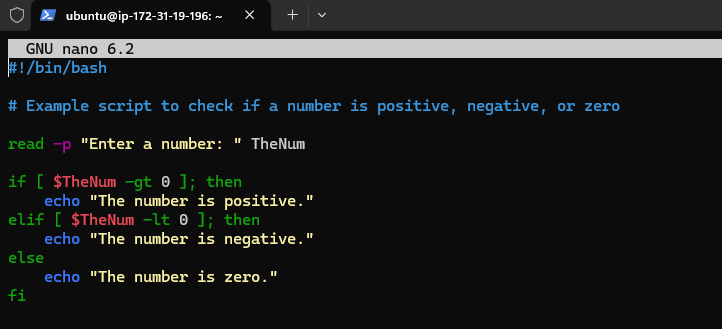 ubuntu@ip-172-31-19-196: ~
GNU nano 6.2
#!/bin/bash
# Example script to check if a number is positive, negative, or zero
read -p "Enter a number: " TheNum
if [ $TheNum -gt 0 ]; then
    echo "The number is positive."
elif [ $TheNum -lt 0 ]; then
    echo "The number is negative."
else
    echo "The number is zero."
fi